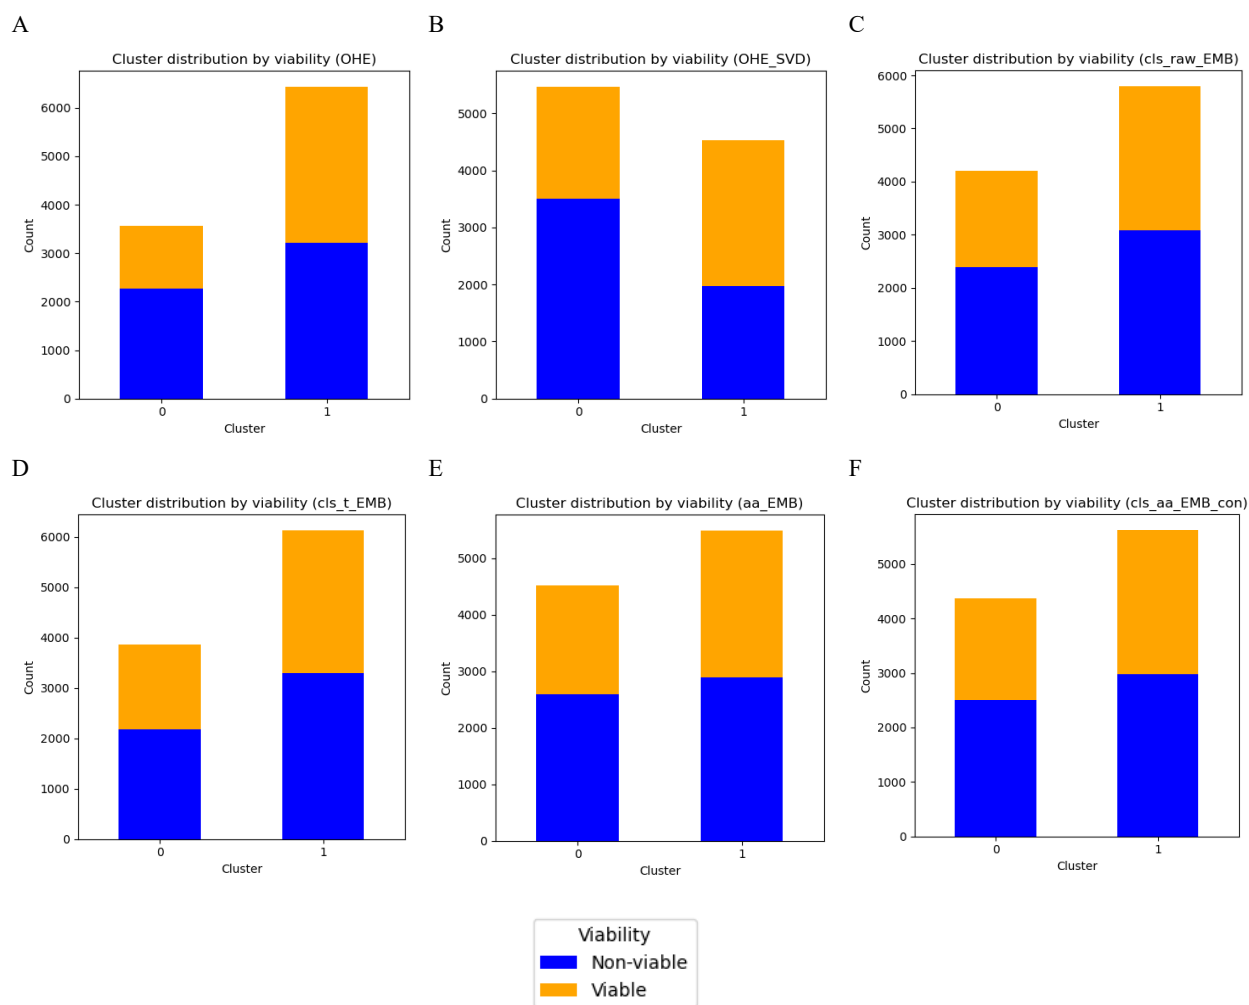 A
B
C
Cluster distribution by viability (OHE)
Cluster distribution by viability (OHE_SVD)
Cluster distribution by viability (cls_raw_EMB)
6000
5000
4000
3000
2000
1000
0
Count
0
1
Cluster
5000
4000
3000
2000
1000
0
Count
0
1
Cluster
6000
5000
4000
3000
2000
1000
0
Count
0
1
Cluster
D
E
F
Cluster distribution by viability (cls_t_EMB)
Cluster distribution by viability (aa_EMB)
Cluster distribution by viability (cls_aa_EMB_con)
6000
5000
4000
3000
2000
1000
0
Count
0
1
Cluster
5000
4000
3000
2000
1000
0
Count
0
1
Cluster
5000
4000
3000
2000
1000
0
Count
0
1
Cluster
Viability
Non-viable
Viable